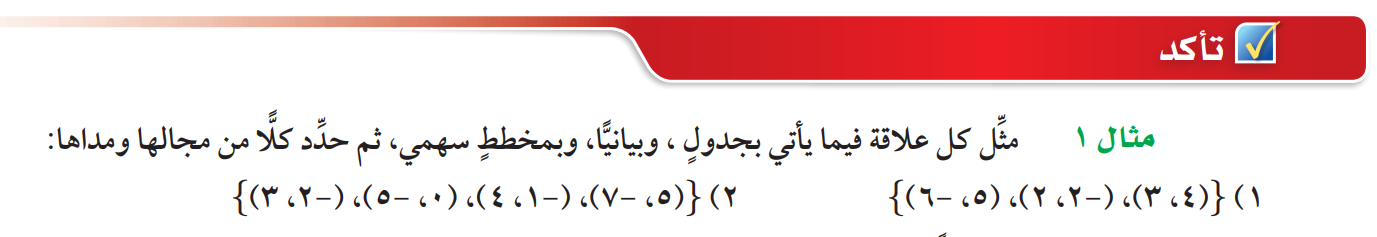 تأكد
مثال ١ مثِّل كل علاقة فيما يأتي بجدولٍ ، وبيانيًّا، وبمخططٍ سهمي، ثم حدِّد كلًّا من مجالها ومداها:
١) {(٤، ٣)، (–٢، ٢)، (٥، –٦)} ٢) {(٥، –٧)، (–١، ٤)، (٠، –٥)، (–٢، ٣)}